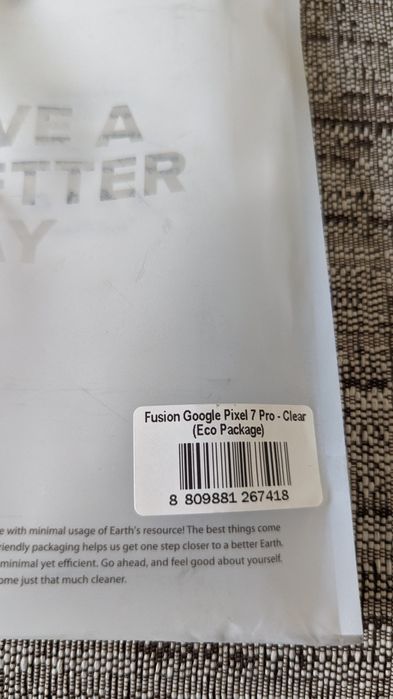 VE A
ETTER
AY
Fusion Google Pixel 7 Pro - Clear
(Eco Package)
8 809881 267418
e with minimal usage of Earth's resource! The best things come
riendly packaging helps us get one step closer to a better Earth.
minimal yet efficient. Go ahead, and feel good about yourself.
ome just that much cleaner.